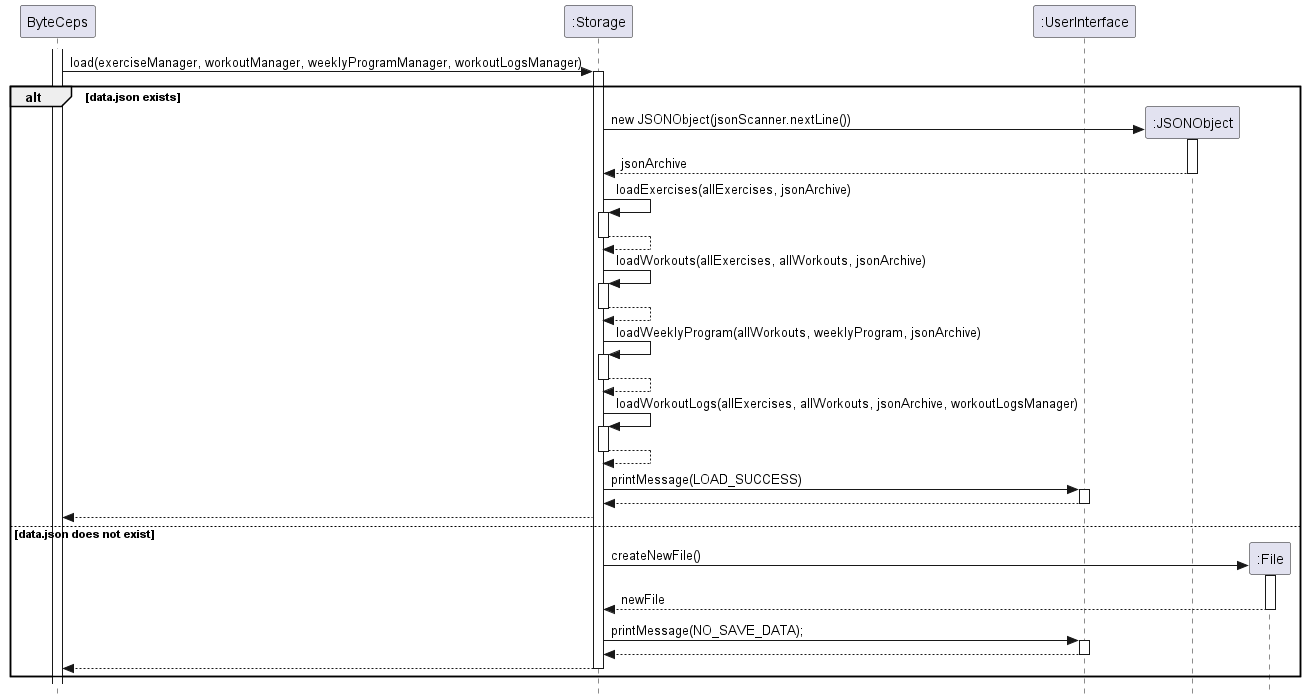 ByteCeps
:Storage
:UserInterface
load(exerciseManager, workoutManager, weeklyProgramManager, workoutLogsManager)
alt
[data.json exists]
new JSONObject(jsonScanner.nextLine())
:JSONObject
jsonArchive
loadExercises(allExercises, jsonArchive)
loadWorkouts(allExercises, allWorkouts, jsonArchive)
loadWeeklyProgram(allWorkouts, weeklyProgram, jsonArchive)
loadWorkoutLogs(allExercises, allWorkouts, jsonArchive, workoutLogsManager)
printMessage(LOAD_SUCCESS)
[data.json does not exist]
createNewFile()
:File
newFile
printMessage(NO_SAVE_DATA);